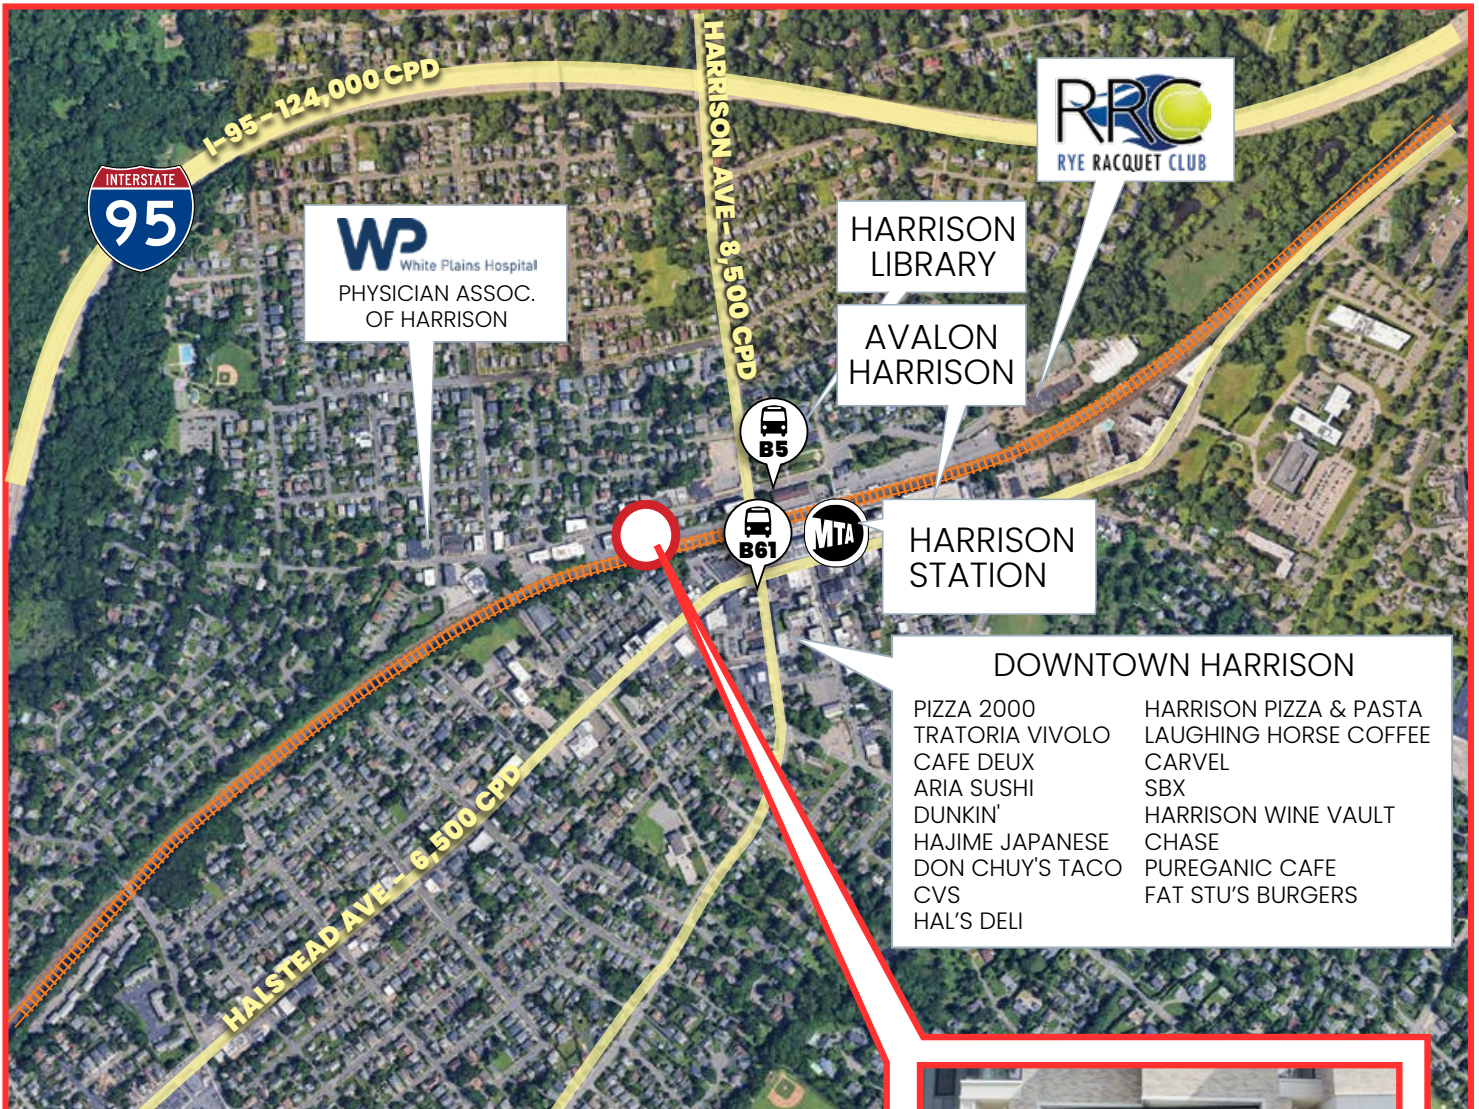 I-95 - 124,000 CPD
HARRISON AVE - 8,500 CPD
INTERSTATE
95
WP
White Plains Hospital
PHYSICIAN ASSOC.
OF HARRISON
RRC
RYE RACQUET CLUB
HARRISON
LIBRARY
AVALON
HARRISON
B5
B61
MTA
HARRISON
STATION
DOWNTOWN HARRISON
PIZZA 2000
TRATORIA VIVOLO
CAFE DEUX
ARIA SUSHI
DUNKIN'
HAJIME JAPANESE
DON CHUY'S TACO
CVS
HAL'S DELI
HARRISON PIZZA & PASTA
LAUGHING HORSE COFFEE
CARVEL
SBX
HARRISON WINE VAULT
CHASE
PUREGANIC CAFE
FAT STU'S BURGERS
HALSTEAD AVE - 6,500 CPD